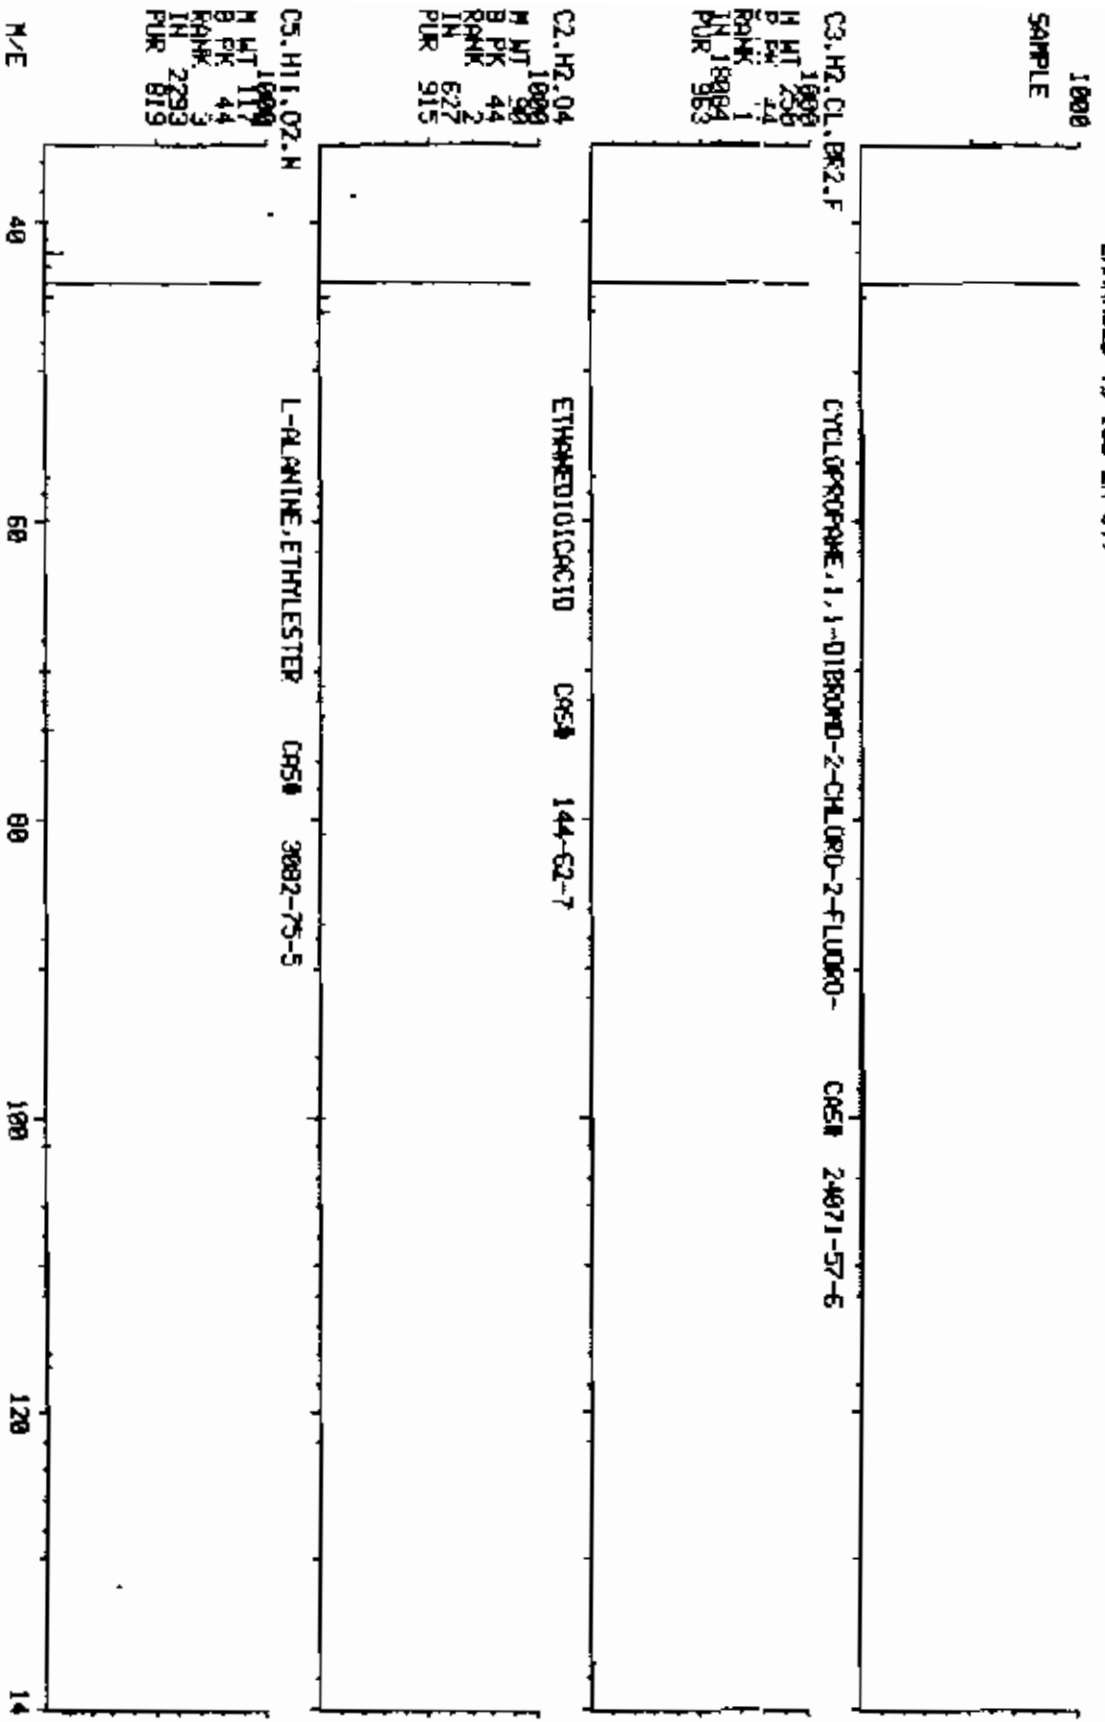 1000
SAMPLE
C3.H2.CL.BR2.F CYCLOPROPANE,1,1-DIBROMO-2-CHLORO-2-FLUORO- CAS# 24071-57-6
1000
M WT 250
B PK 44
RANK 1
IN 18084
PUR 963
C2.H2.O4 ETHANEDIOICACID CAS# 144-62-7
1000
M WT 90
B PK 44
RANK 2
IN 627
PUR 915
C5.H11.O2.N L-ALANINE,ETHYLESTER CAS# 3082-75-5
1000
M WT 117
B PK 44
RANK 3
IN 2293
PUR 819
M/E 40 60 80 100 120 14